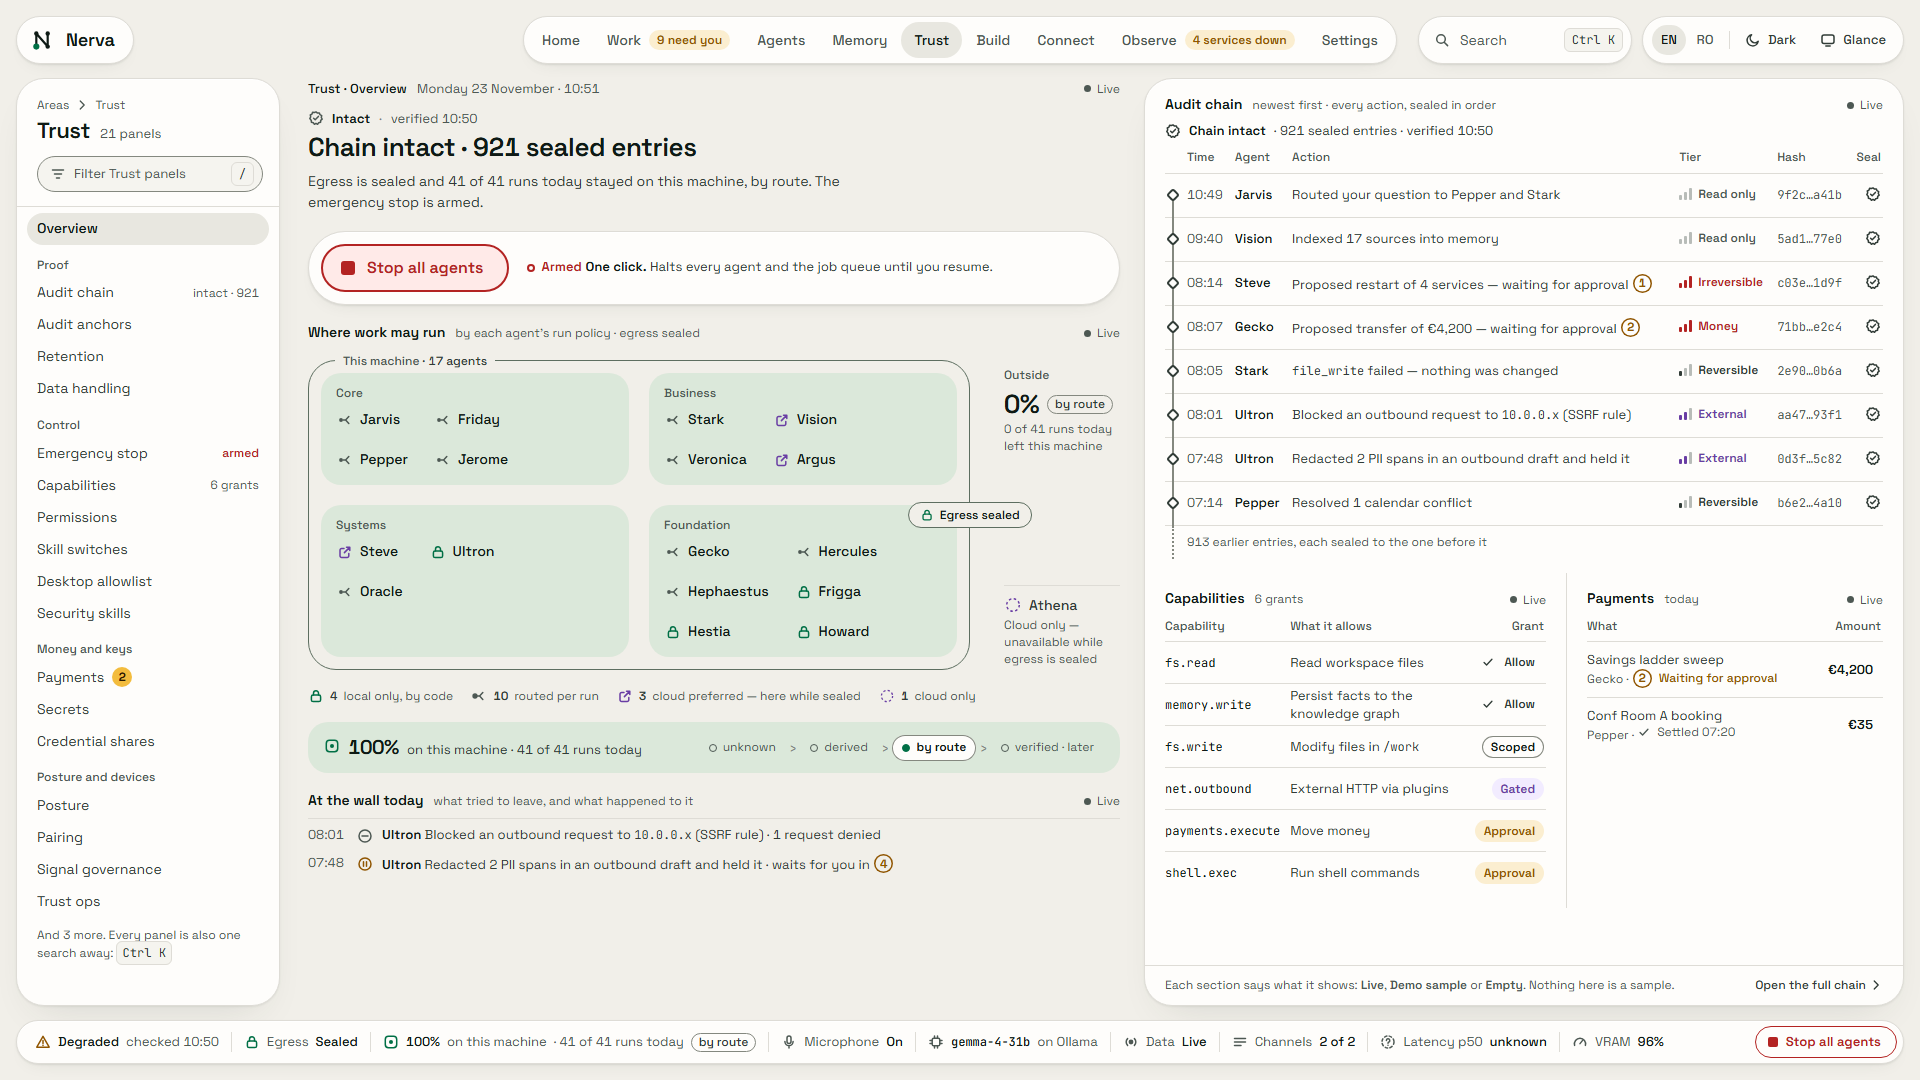 Nerva
Home
Work 9 need you
Agents
Memory
Trust
Build
Connect
Observe 4 services down
Settings
Search Ctrl K
EN RO
Dark
Glance
Areas > Trust
Trust 21 panels
Filter Trust panels /
Overview
Proof
Audit chain intact · 921
Audit anchors
Retention
Data handling
Control
Emergency stop armed
Capabilities 6 grants
Permissions
Skill switches
Desktop allowlist
Security skills
Money and keys
Payments 2
Secrets
Credential shares
Posture and devices
Posture
Pairing
Signal governance
Trust ops
And 3 more. Every panel is also one
search away: Ctrl K
Trust · Overview Monday 23 November · 10:51 Live
Intact · verified 10:50
Chain intact · 921 sealed entries
Egress is sealed and 41 of 41 runs today stayed on this machine, by route. The
emergency stop is armed.
Stop all agents Armed One click. Halts every agent and the job queue until you resume.
Where work may run by each agent's run policy · egress sealed Live
This machine · 17 agents
Core
Jarvis Friday
Pepper Jerome
Business
Stark Vision
Veronica Argus
Systems
Steve Ultron
Oracle
Foundation
Gecko Hercules
Hephaestus Frigga
Hestia Howard
Outside
0% by route
0 of 41 runs today
left this machine
Egress sealed
Athena
Cloud only —
unavailable while
egress is sealed
4 local only, by code 10 routed per run 3 cloud preferred — here while sealed 1 cloud only
100% on this machine · 41 of 41 runs today unknown > derived > by route > verified · later
At the wall today what tried to leave, and what happened to it Live
08:01 Ultron Blocked an outbound request to 10.0.0.x (SSRF rule) · 1 request denied
07:48 Ultron Redacted 2 PII spans in an outbound draft and held it · waits for you in 4
Audit chain newest first · every action, sealed in order Live
Chain intact · 921 sealed entries · verified 10:50
Time Agent Action Tier Hash Seal
10:49 Jarvis Routed your question to Pepper and Stark Read only 9f2c…a41b
09:40 Vision Indexed 17 sources into memory Read only 5ad1…77e0
08:14 Steve Proposed restart of 4 services — waiting for approval 1 Irreversible c03e…1d9f
08:07 Gecko Proposed transfer of €4,200 — waiting for approval 2 Money 71bb…e2c4
08:05 Stark file_write failed — nothing was changed Reversible 2e90…0b6a
08:01 Ultron Blocked an outbound request to 10.0.0.x (SSRF rule) External aa47…93f1
07:48 Ultron Redacted 2 PII spans in an outbound draft and held it External 0d3f…5c82
07:14 Pepper Resolved 1 calendar conflict Reversible b6e2…4a10
913 earlier entries, each sealed to the one before it
Capabilities 6 grants Live
Capability What it allows Grant
fs.read Read workspace files Allow
memory.write Persist facts to the
knowledge graph Allow
fs.write Modify files in /work Scoped
net.outbound External HTTP via plugins Gated
payments.execute Move money Approval
shell.exec Run shell commands Approval
Payments today Live
What Amount
Savings ladder sweep €4,200
Gecko · 2 Waiting for approval
Conf Room A booking €35
Pepper · Settled 07:20
Each section says what it shows: Live, Demo sample or Empty. Nothing here is a sample. Open the full chain >
Degraded checked 10:50
Egress Sealed
100% on this machine · 41 of 41 runs today by route
Microphone On
gemma-4-31b on Ollama
Data Live
Channels 2 of 2
Latency p50 unknown
VRAM 96%
Stop all agents